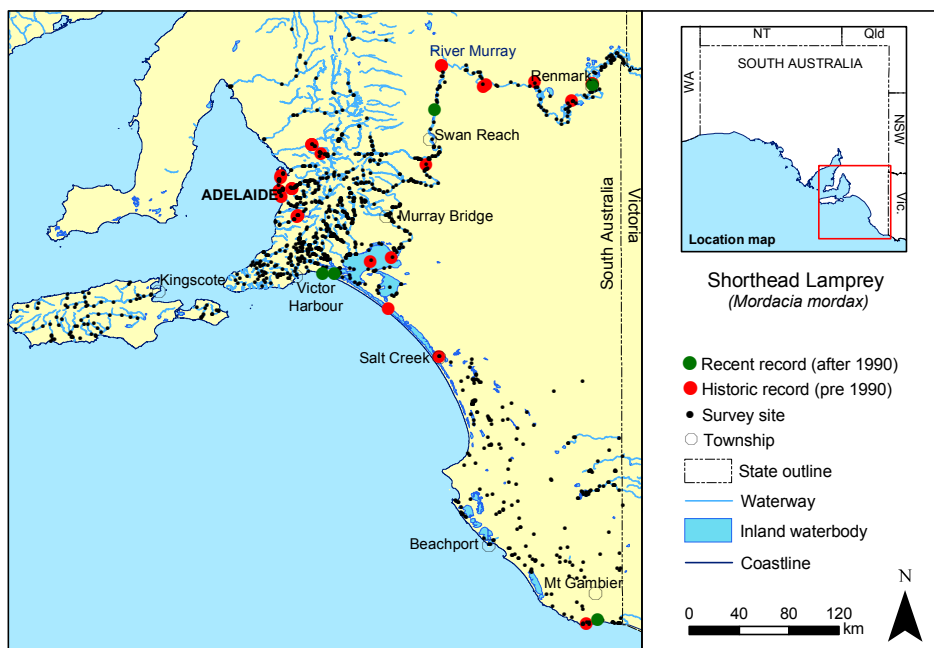 River Murray
Renmark
Swan Reach
ADELAIDE
Murray Bridge
South Australia
Victoria
Kingscote
Victor
Harbour
Salt Creek
Beachport
Mt Gambier
NT
Qld
SOUTH AUSTRALIA
WA
NSW
Vic.
Location map
Shorthead Lamprey
(Mordacia mordax)
Recent record (after 1990)
Historic record (pre 1990)
Survey site
Township
State outline
Waterway
Inland waterbody
Coastline
N
0 40 80 120
km